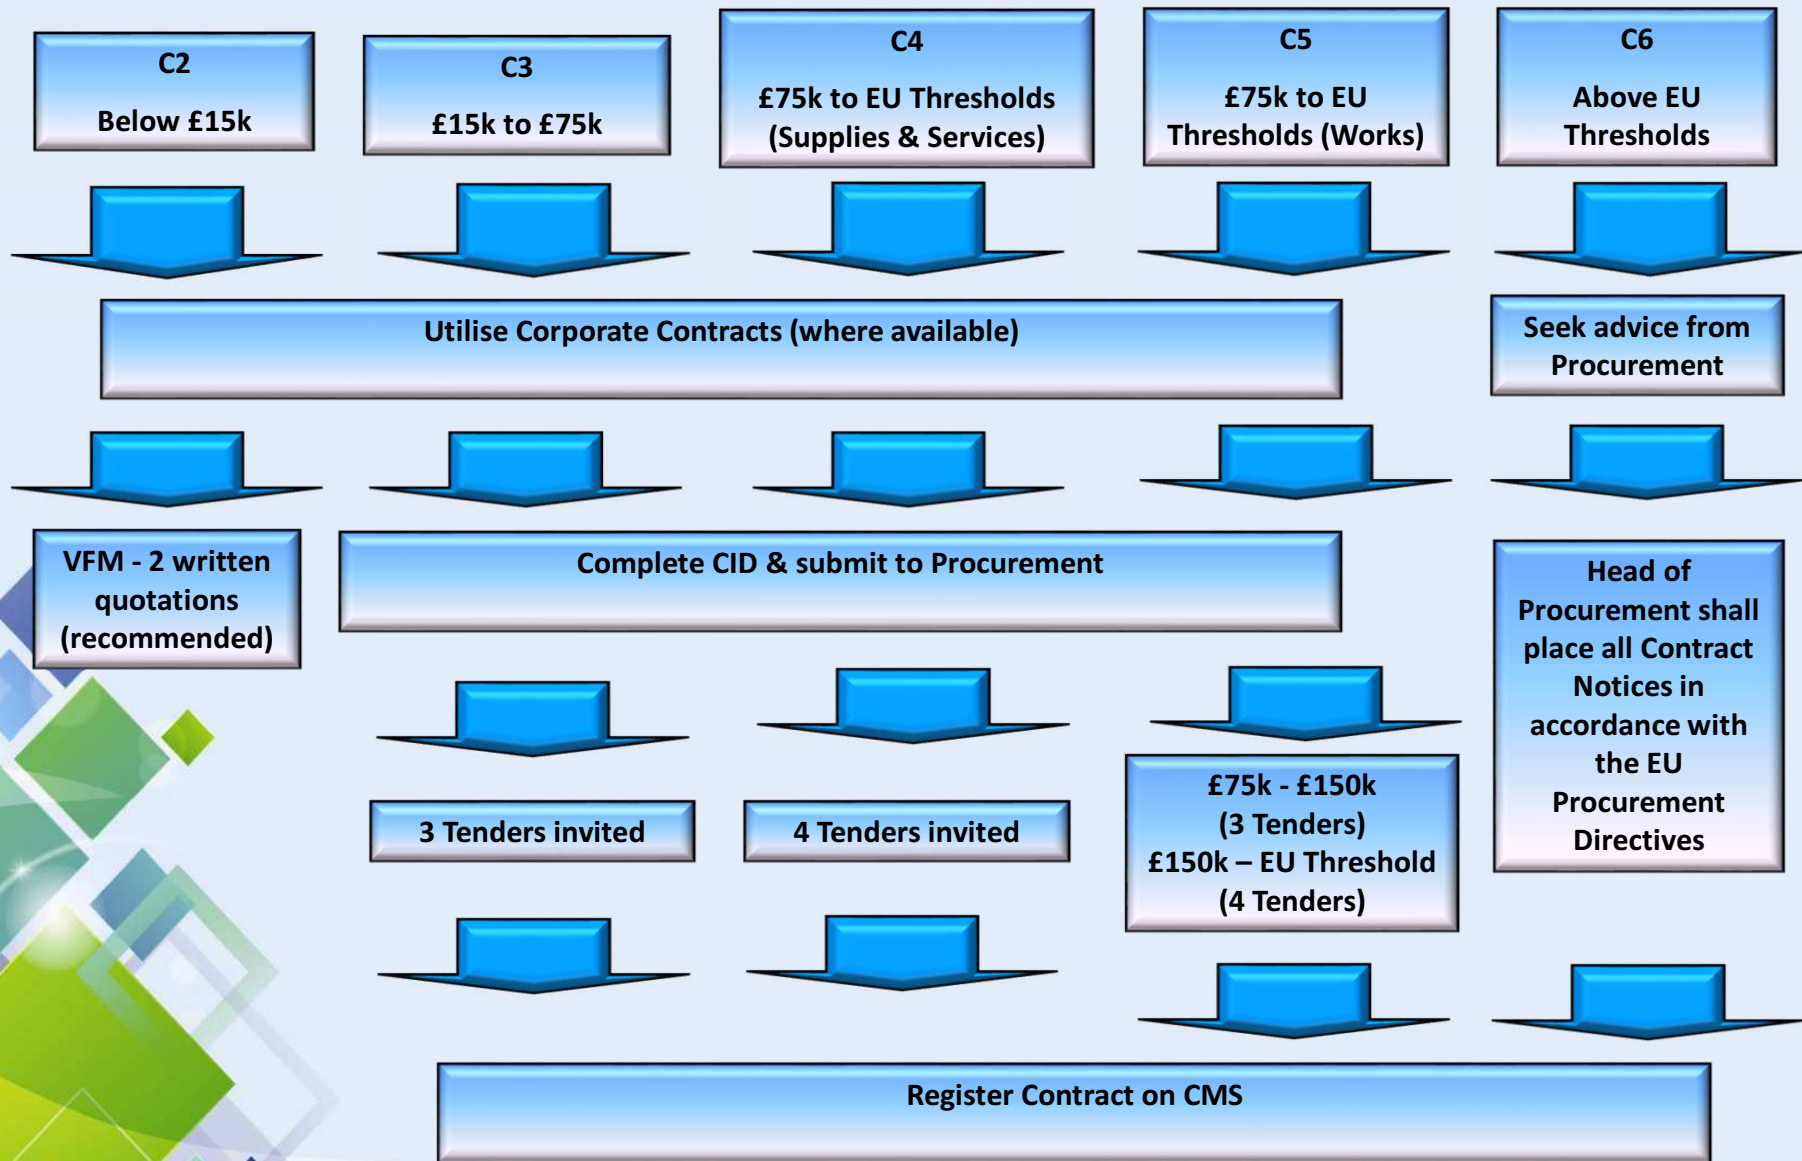 C2
Below £15k
C3
£15k to £75k
C4
£75k to EU Thresholds
(Supplies & Services)
C5
£75k to EU
Thresholds (Works)
C6
Above EU
Thresholds
Utilise Corporate Contracts (where available)
Seek advice from
Procurement
VFM - 2 written
quotations
(recommended)
Complete CID & submit to Procurement
Head of
Procurement shall
place all Contract
Notices in
accordance with
the EU
Procurement
Directives
3 Tenders invited
4 Tenders invited
£75k - £150k
(3 Tenders)
£150k – EU Threshold
(4 Tenders)
Register Contract on CMS